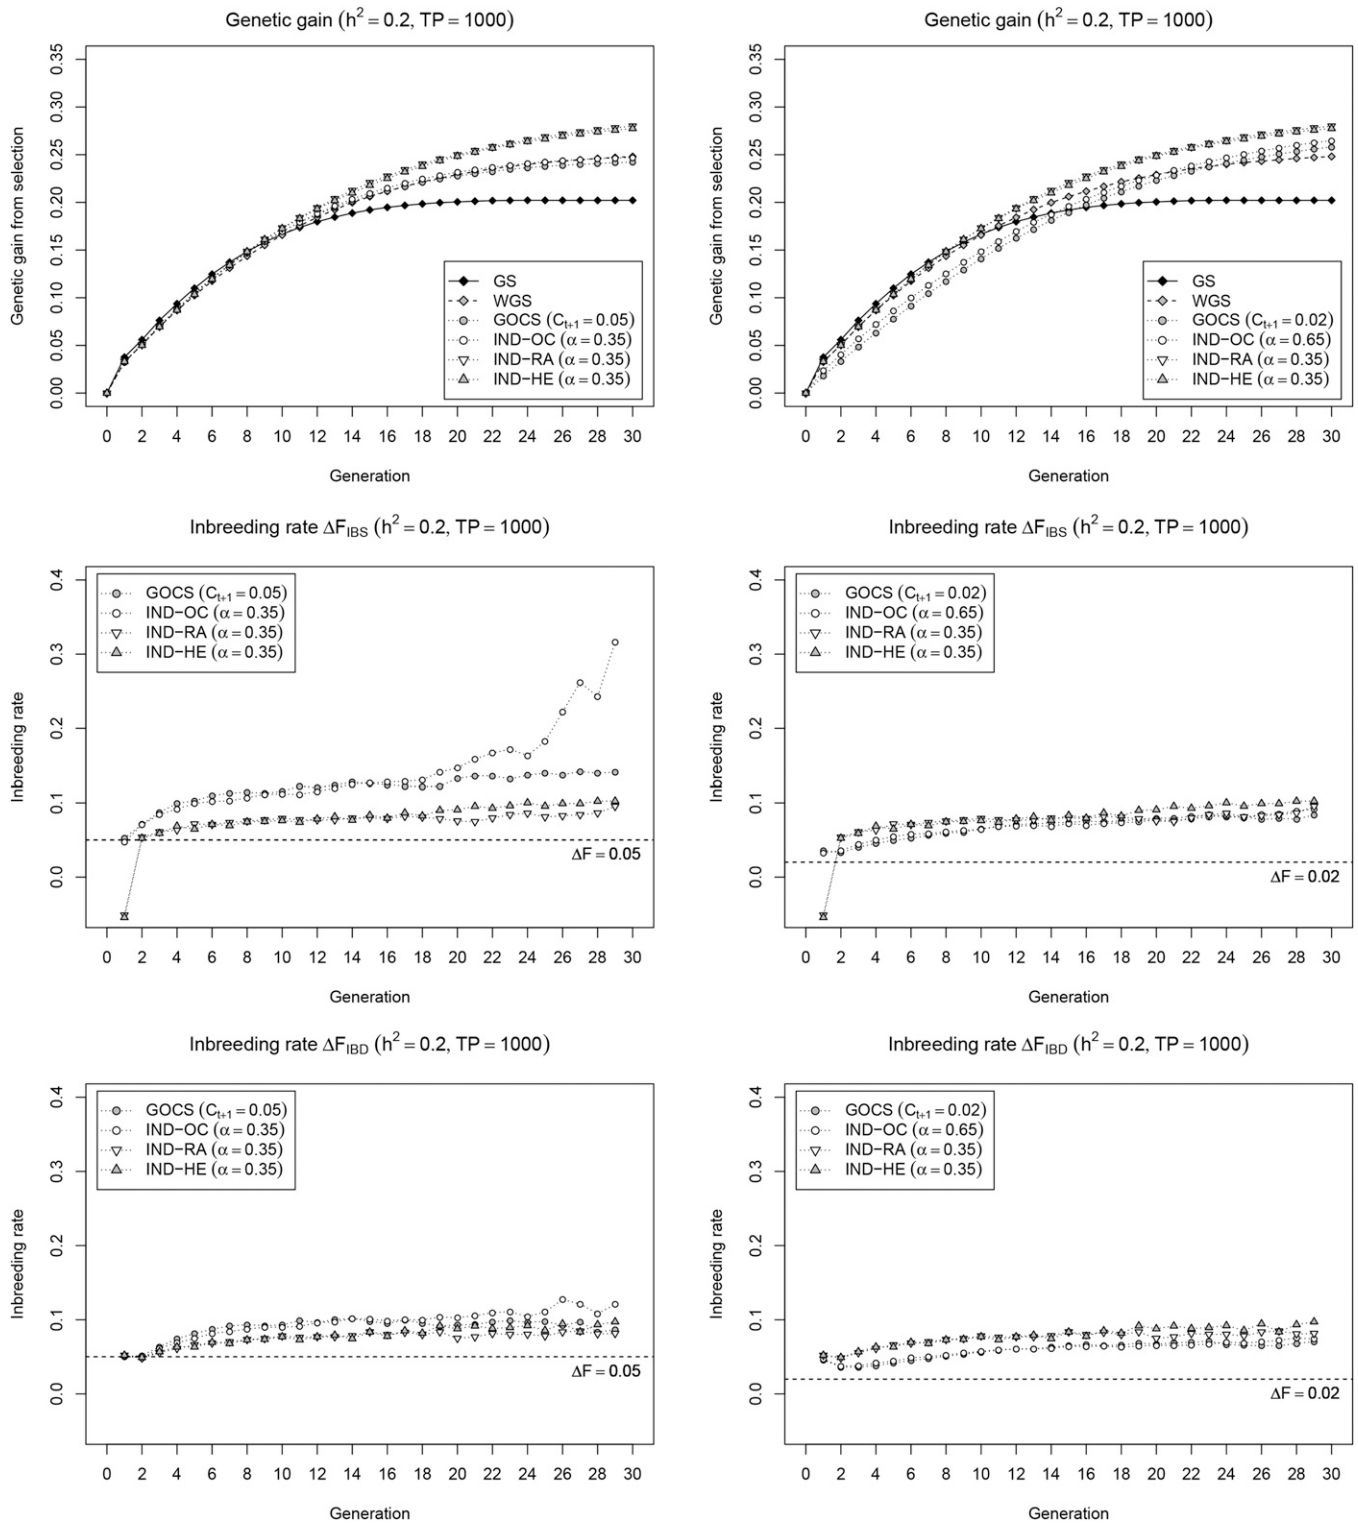 Genetic gain (h² = 0.2, TP = 1000)
Genetic gain from selection
0.35
0.30
0.25
0.20
0.15
0.10
0.05
0.00
GS
WGS
GOCS (Cₜ₊₁ = 0.05)
IND−OC (α = 0.35)
IND−RA (α = 0.35)
IND−HE (α = 0.35)
0 2 4 6 8 10 12 14 16 18 20 22 24 26 28 30
Generation
Genetic gain (h² = 0.2, TP = 1000)
Genetic gain from selection
0.35
0.30
0.25
0.20
0.15
0.10
0.05
0.00
GS
WGS
GOCS (Cₜ₊₁ = 0.02)
IND−OC (α = 0.65)
IND−RA (α = 0.35)
IND−HE (α = 0.35)
0 2 4 6 8 10 12 14 16 18 20 22 24 26 28 30
Generation
Inbreeding rate ΔF_IBS (h² = 0.2, TP = 1000)
Inbreeding rate
0.4
0.3
0.2
0.1
0.0
GOCS (Cₜ₊₁ = 0.05)
IND−OC (α = 0.35)
IND−RA (α = 0.35)
IND−HE (α = 0.35)
ΔF = 0.05
0 2 4 6 8 10 12 14 16 18 20 22 24 26 28 30
Generation
Inbreeding rate ΔF_IBS (h² = 0.2, TP = 1000)
Inbreeding rate
0.4
0.3
0.2
0.1
0.0
GOCS (Cₜ₊₁ = 0.02)
IND−OC (α = 0.65)
IND−RA (α = 0.35)
IND−HE (α = 0.35)
ΔF = 0.02
0 2 4 6 8 10 12 14 16 18 20 22 24 26 28 30
Generation
Inbreeding rate ΔF_IBD (h² = 0.2, TP = 1000)
Inbreeding rate
0.4
0.3
0.2
0.1
0.0
GOCS (Cₜ₊₁ = 0.05)
IND−OC (α = 0.35)
IND−RA (α = 0.35)
IND−HE (α = 0.35)
ΔF = 0.05
0 2 4 6 8 10 12 14 16 18 20 22 24 26 28 30
Generation
Inbreeding rate ΔF_IBD (h² = 0.2, TP = 1000)
Inbreeding rate
0.4
0.3
0.2
0.1
0.0
GOCS (Cₜ₊₁ = 0.02)
IND−OC (α = 0.65)
IND−RA (α = 0.35)
IND−HE (α = 0.35)
ΔF = 0.02
0 2 4 6 8 10 12 14 16 18 20 22 24 26 28 30
Generation